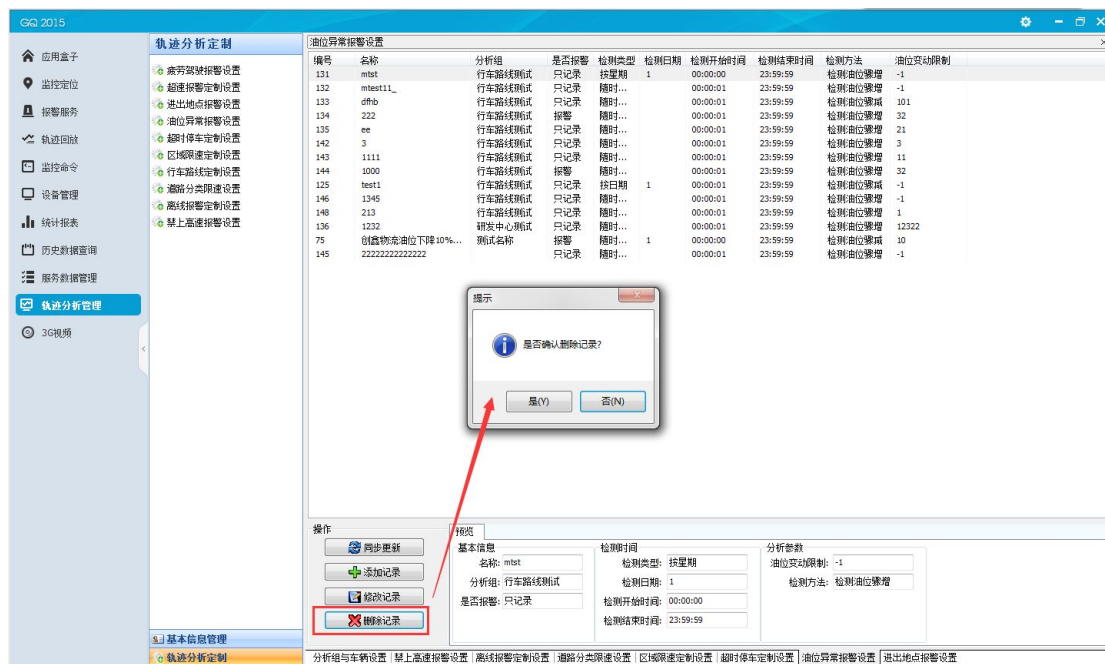 GQ 2015
应用盒子
监控定位
报警服务
轨迹回放
监控命令
设备管理
统计报表
历史数据查询
服务数据管理
轨迹分析管理
3G视频
轨迹分析定制
疲劳驾驶报警设置
超速报警定制设置
进出地点报警设置
油位异常报警设置
超时停车定制设置
区域限速定制设置
行车路线定制设置
道路分类限速设置
离线报警定制设置
禁上高速报警设置
基本信息管理
轨迹分析定制
油位异常报警设置
编号 名称 分析组 是否报警 检测类型 检测日期 检测开始时间 检测结束时间 检测方法 油位变动限制
131 mtst 行车路线测试 只记录 按星期 1 00:00:00 23:59:59 检测油位骤增 -1
132 mtest11_ 行车路线测试 只记录 随时... 00:00:01 23:59:59 检测油位骤增 -1
133 dfhb 行车路线测试 只记录 随时... 00:00:01 23:59:59 检测油位骤减 101
134 222 行车路线测试 报警 随时... 00:00:01 23:59:59 检测油位骤增 32
135 ee 行车路线测试 只记录 随时... 00:00:01 23:59:59 检测油位骤增 21
142 3 行车路线测试 只记录 随时... 00:00:01 23:59:59 检测油位骤增 3
143 1111 行车路线测试 只记录 随时... 00:00:01 23:59:59 检测油位骤增 11
144 1000 行车路线测试 报警 随时... 00:00:01 23:59:59 检测油位骤增 32
125 test1 行车路线测试 只记录 按日期 1 00:00:01 23:59:59 检测油位骤减 -1
146 1345 行车路线测试 只记录 随时... 00:00:01 23:59:59 检测油位骤增 -1
148 213 行车路线测试 只记录 随时... 00:00:01 23:59:59 检测油位骤增 1
136 1232 研发中心测试 只记录 随时... 00:00:01 23:59:59 检测油位骤增 12322
75 创鑫物流油位下降10%... 测试名称 报警 随时... 1 00:00:00 23:59:59 检测油位骤减 10
145 22222222222222 只记录 随时... 00:00:01 23:59:59 检测油位骤增 -1
提示
是否确认删除记录?
是(Y) 否(N)
操作
同步更新
添加记录
修改记录
删除记录
预览
基本信息
名称: mtst
分析组: 行车路线测试
是否报警: 只记录
检测时间
检测类型: 按星期
检测日期: 1
检测开始时间: 00:00:00
检测结束时间: 23:59:59
分析参数
油位变动限制: -1
检测方法: 检测油位骤增
分析组与车辆设置 禁上高速报警设置 离线报警定制设置 道路分类限速设置 区域限速定制设置 超时停车定制设置 油位异常报警设置 进出地点报警设置